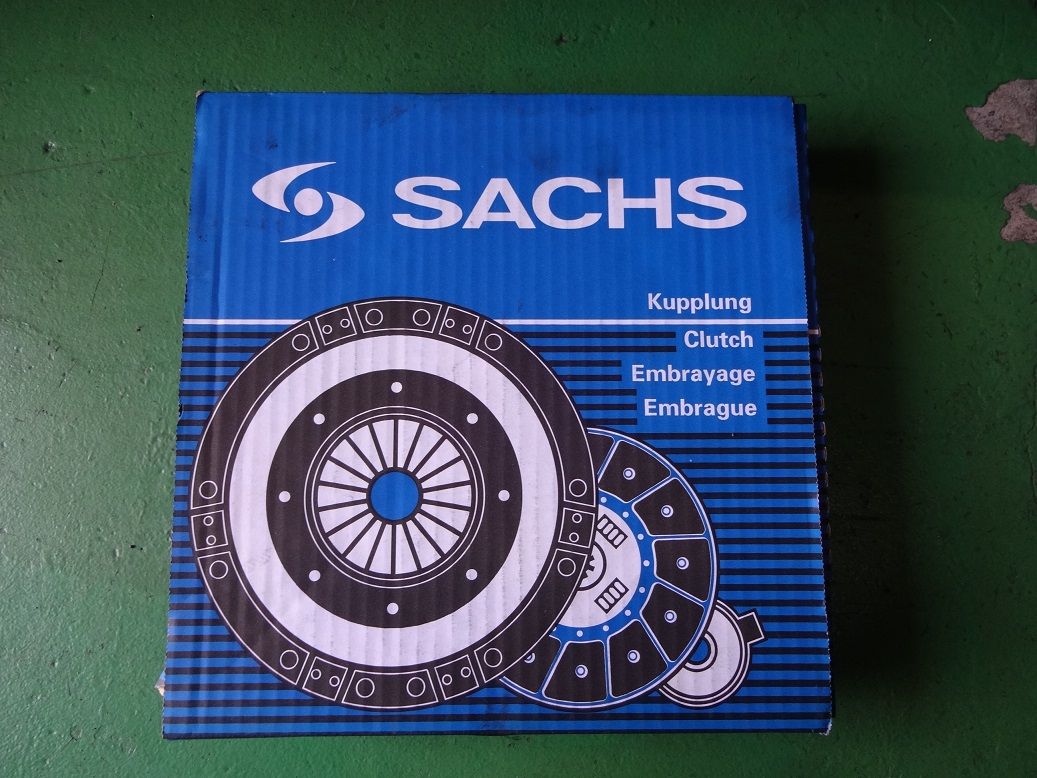 SACHS
Kupplung
Clutch
Embrayage
Embrague